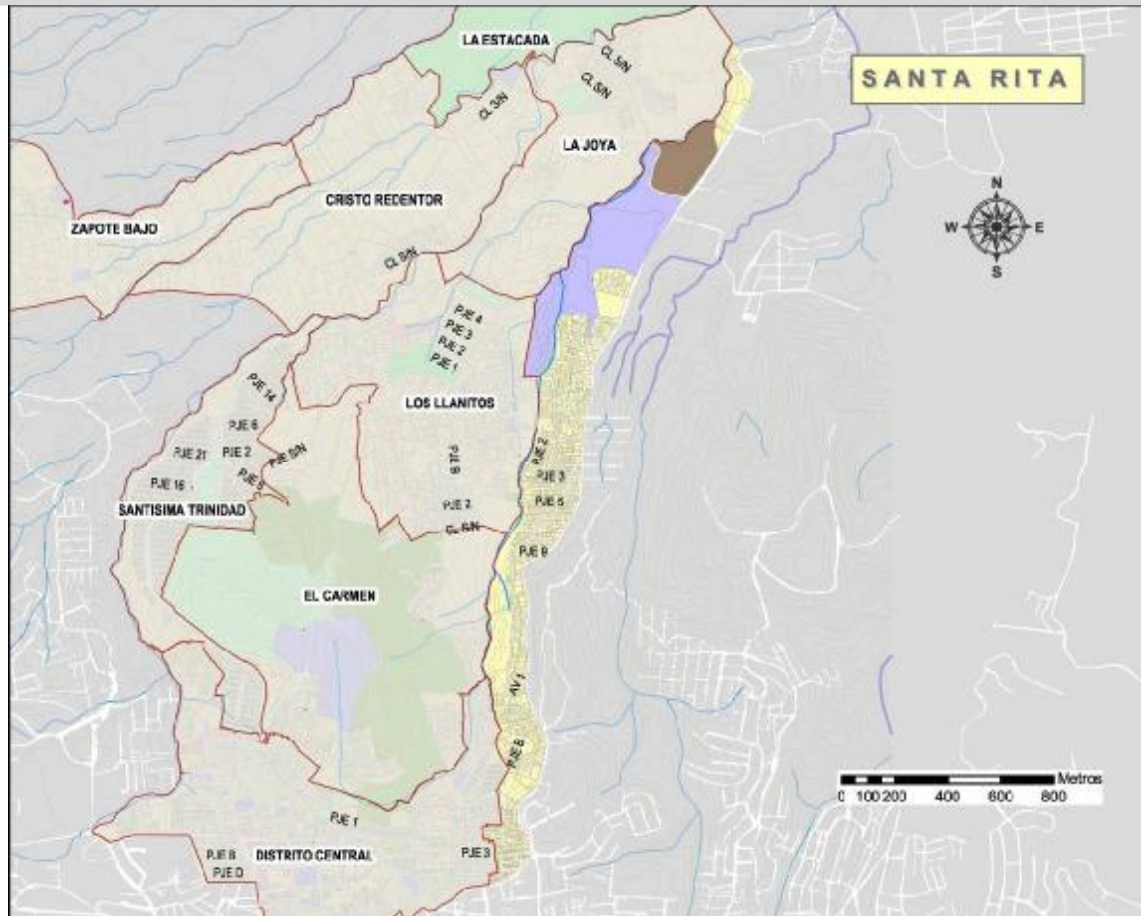 LA ESTACADA
SANTA RITA
CL S/N
CL S/N
CL S/N
LA JOYA
N
W E
S
CRISTO REDENTOR
ZAPOTE BAJO
CL S/N
PJE 4
PJE 3
PJE 2
PJE 1
PJE 14
LOS LLANITOS
PJE 6
PJE 21
PJE 2
PJE S/N
PJE 5
PJE 16
PJE B
PJE 2
PJE 3
PJE 2
PJE 5
SANTISIMA TRINIDAD
CL S/N
PJE 9
EL CARMEN
AV 1
PJE B
Metros
0 100 200 400 600 800
PJE 1
PJE B
DISTRITO CENTRAL
PJE 3
PJE D